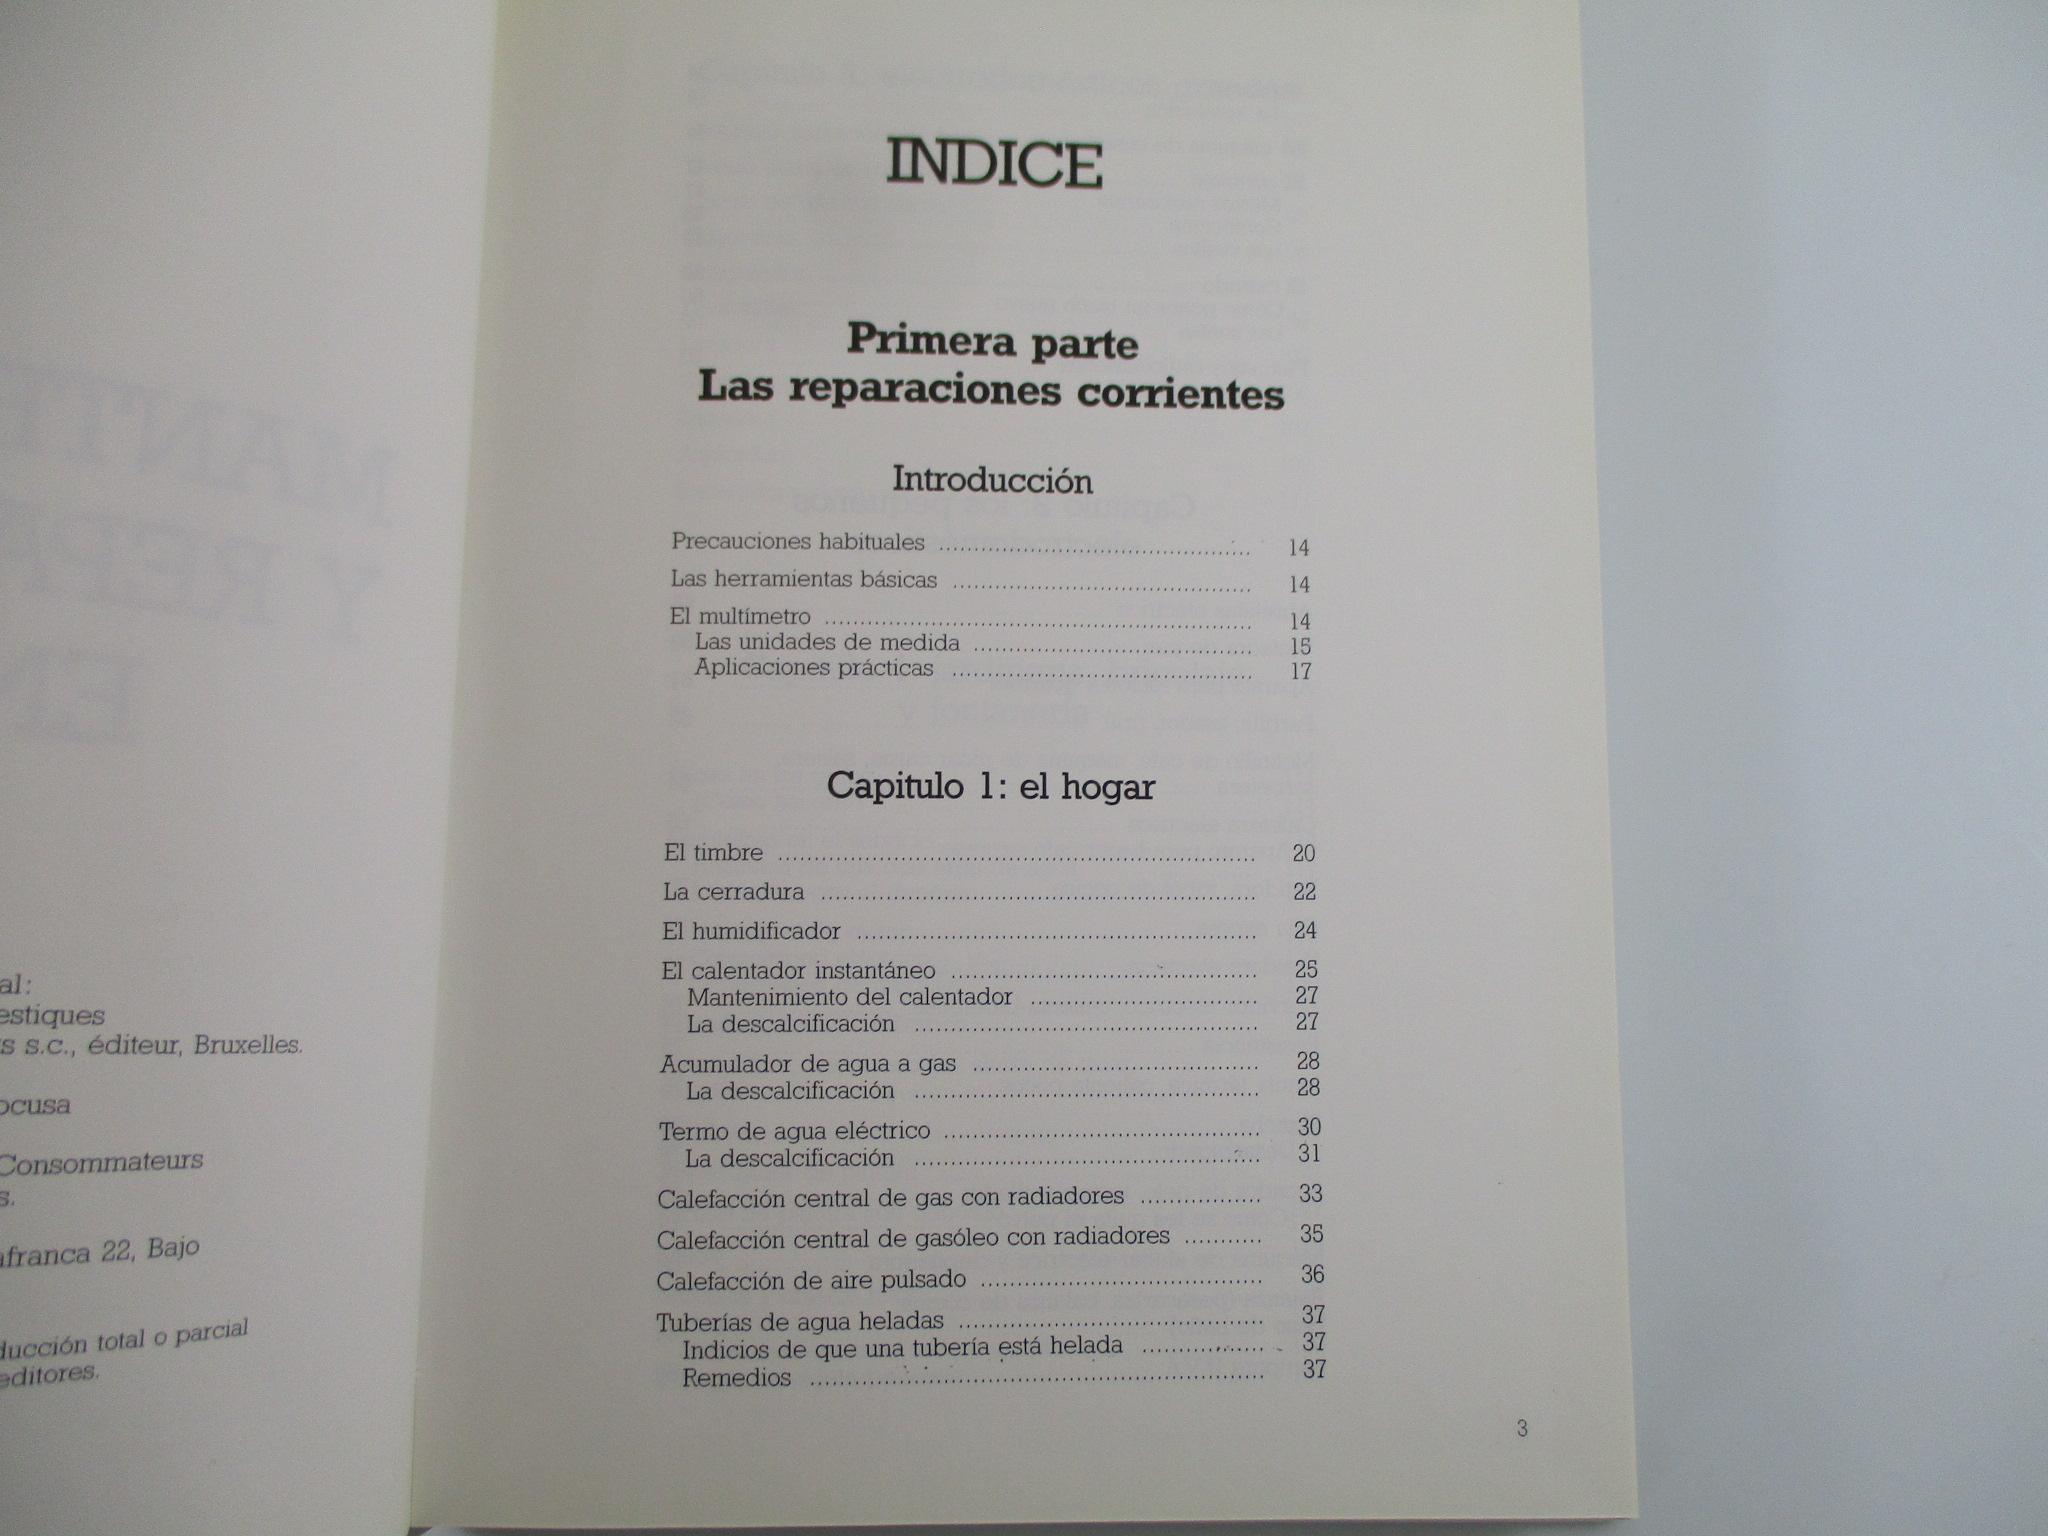 al:
estiques
s s.c., éditeur, Bruxelles.
ocusa
Consommateurs
s.
afranca 22, Bajo
ducción total o parcial
editores.
INDICE
Primera parte
Las reparaciones corrientes
Introducción
Precauciones habituales ............................................ 14
Las herramientas básicas .......................................... 14
El multímetro ............................................................. 14
Las unidades de medida ....................................... 15
Aplicaciones prácticas .......................................... 17
Capitulo 1: el hogar
El timbre .................................................................... 20
La cerradura .............................................................. 22
El humidificador ........................................................ 24
El calentador instantáneo ........................................... 25
Mantenimiento del calentador ................................ 27
La descalcificación ................................................ 27
Acumulador de agua a gas ........................................ 28
La descalcificación ................................................ 28
Termo de agua eléctrico ............................................ 30
La descalcificación ................................................ 31
Calefacción central de gas con radiadores ................. 33
Calefacción central de gasóleo con radiadores ........... 35
Calefacción de aire pulsado ....................................... 36
Tuberías de agua heladas ........................................... 37
Indicios de que una tubería está helada ................. 37
Remedios ............................................................... 37
3